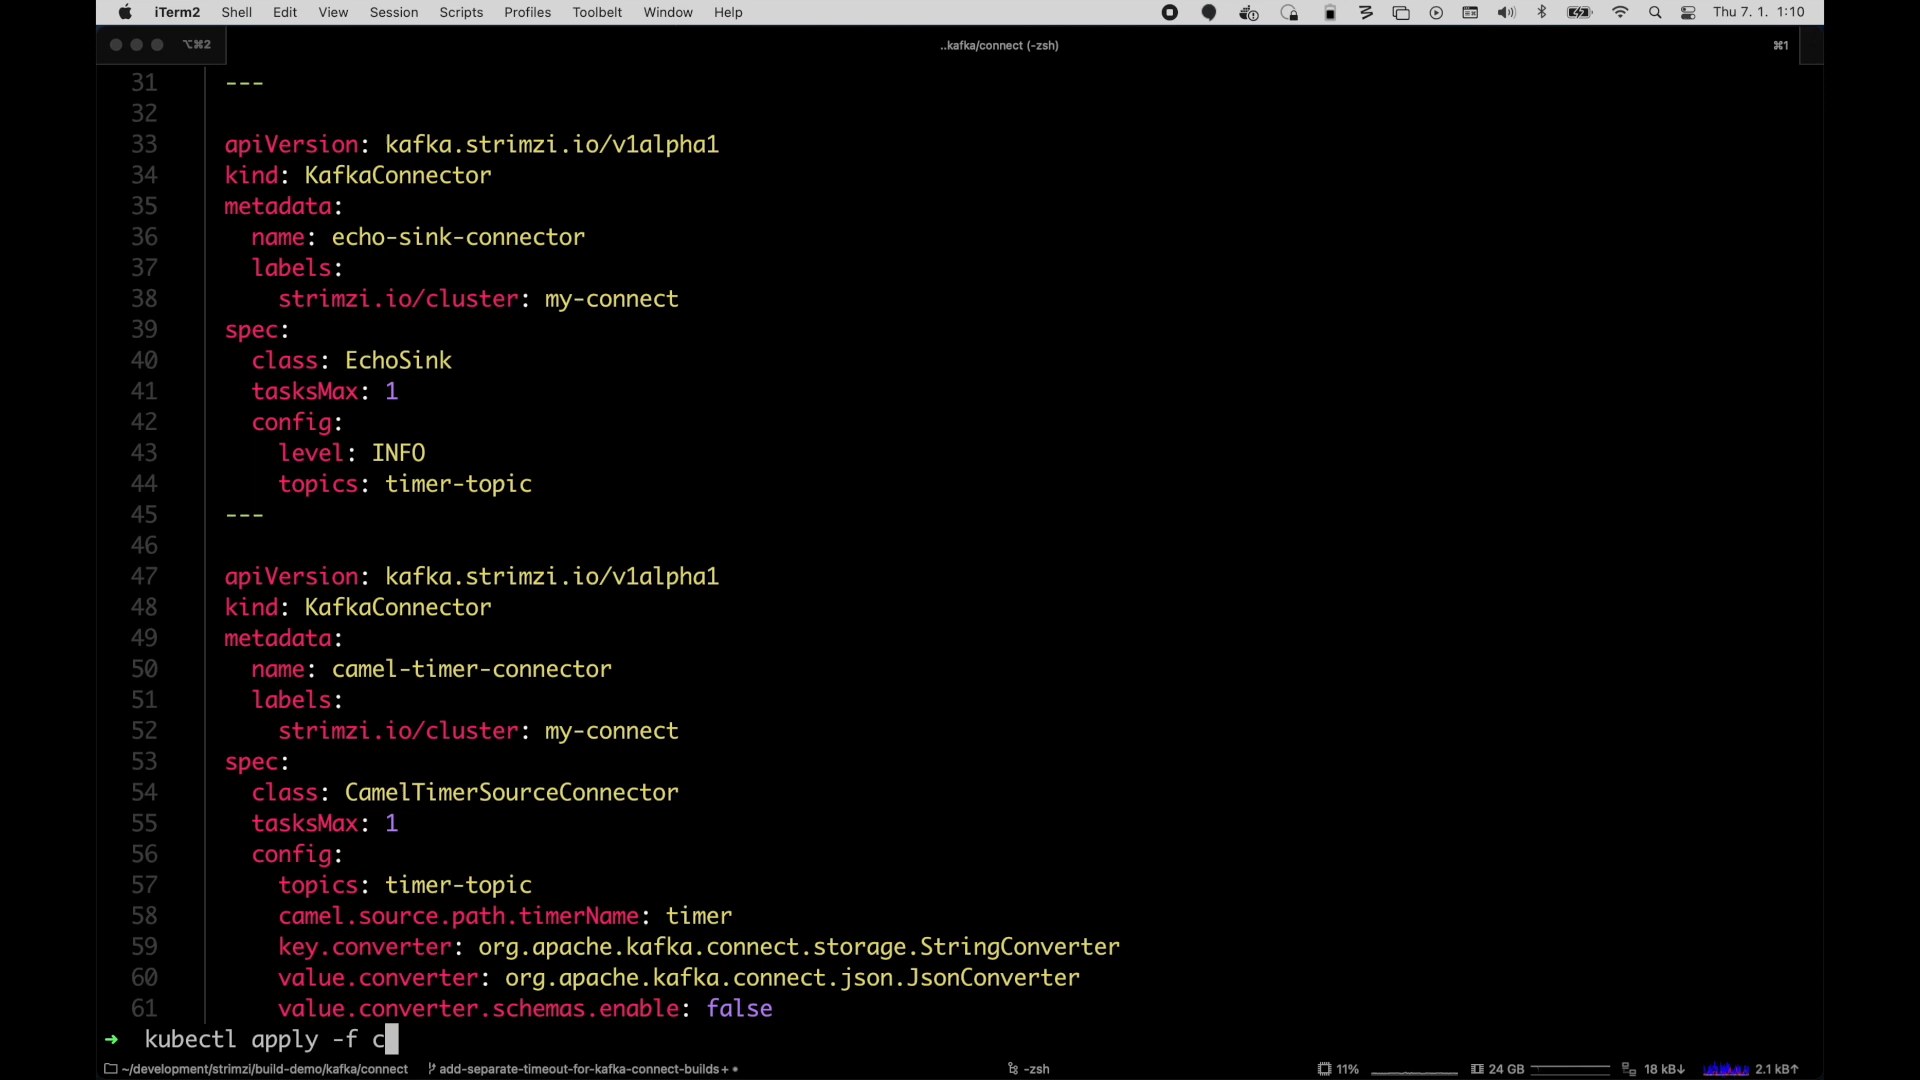 iTerm2 Shell Edit View Session Scripts Profiles Toolbelt Window Help Thu 7. 1. 1:10
⌥⌘2 ..kafka/connect (-zsh) ⌘1
31 ---
32
33 apiVersion: kafka.strimzi.io/v1alpha1
34 kind: KafkaConnector
35 metadata:
36 name: echo-sink-connector
37 labels:
38 strimzi.io/cluster: my-connect
39 spec:
40 class: EchoSink
41 tasksMax: 1
42 config:
43 level: INFO
44 topics: timer-topic
45 ---
46
47 apiVersion: kafka.strimzi.io/v1alpha1
48 kind: KafkaConnector
49 metadata:
50 name: camel-timer-connector
51 labels:
52 strimzi.io/cluster: my-connect
53 spec:
54 class: CamelTimerSourceConnector
55 tasksMax: 1
56 config:
57 topics: timer-topic
58 camel.source.path.timerName: timer
59 key.converter: org.apache.kafka.connect.storage.StringConverter
60 value.converter: org.apache.kafka.connect.json.JsonConverter
61 value.converter.schemas.enable: false
➜ kubectl apply -f c
~/development/strimzi/build-demo/kafka/connect add-separate-timeout-for-kafka-connect-builds + • -zsh 11% 24 GB 18 kB↓ 2.1 kB↑